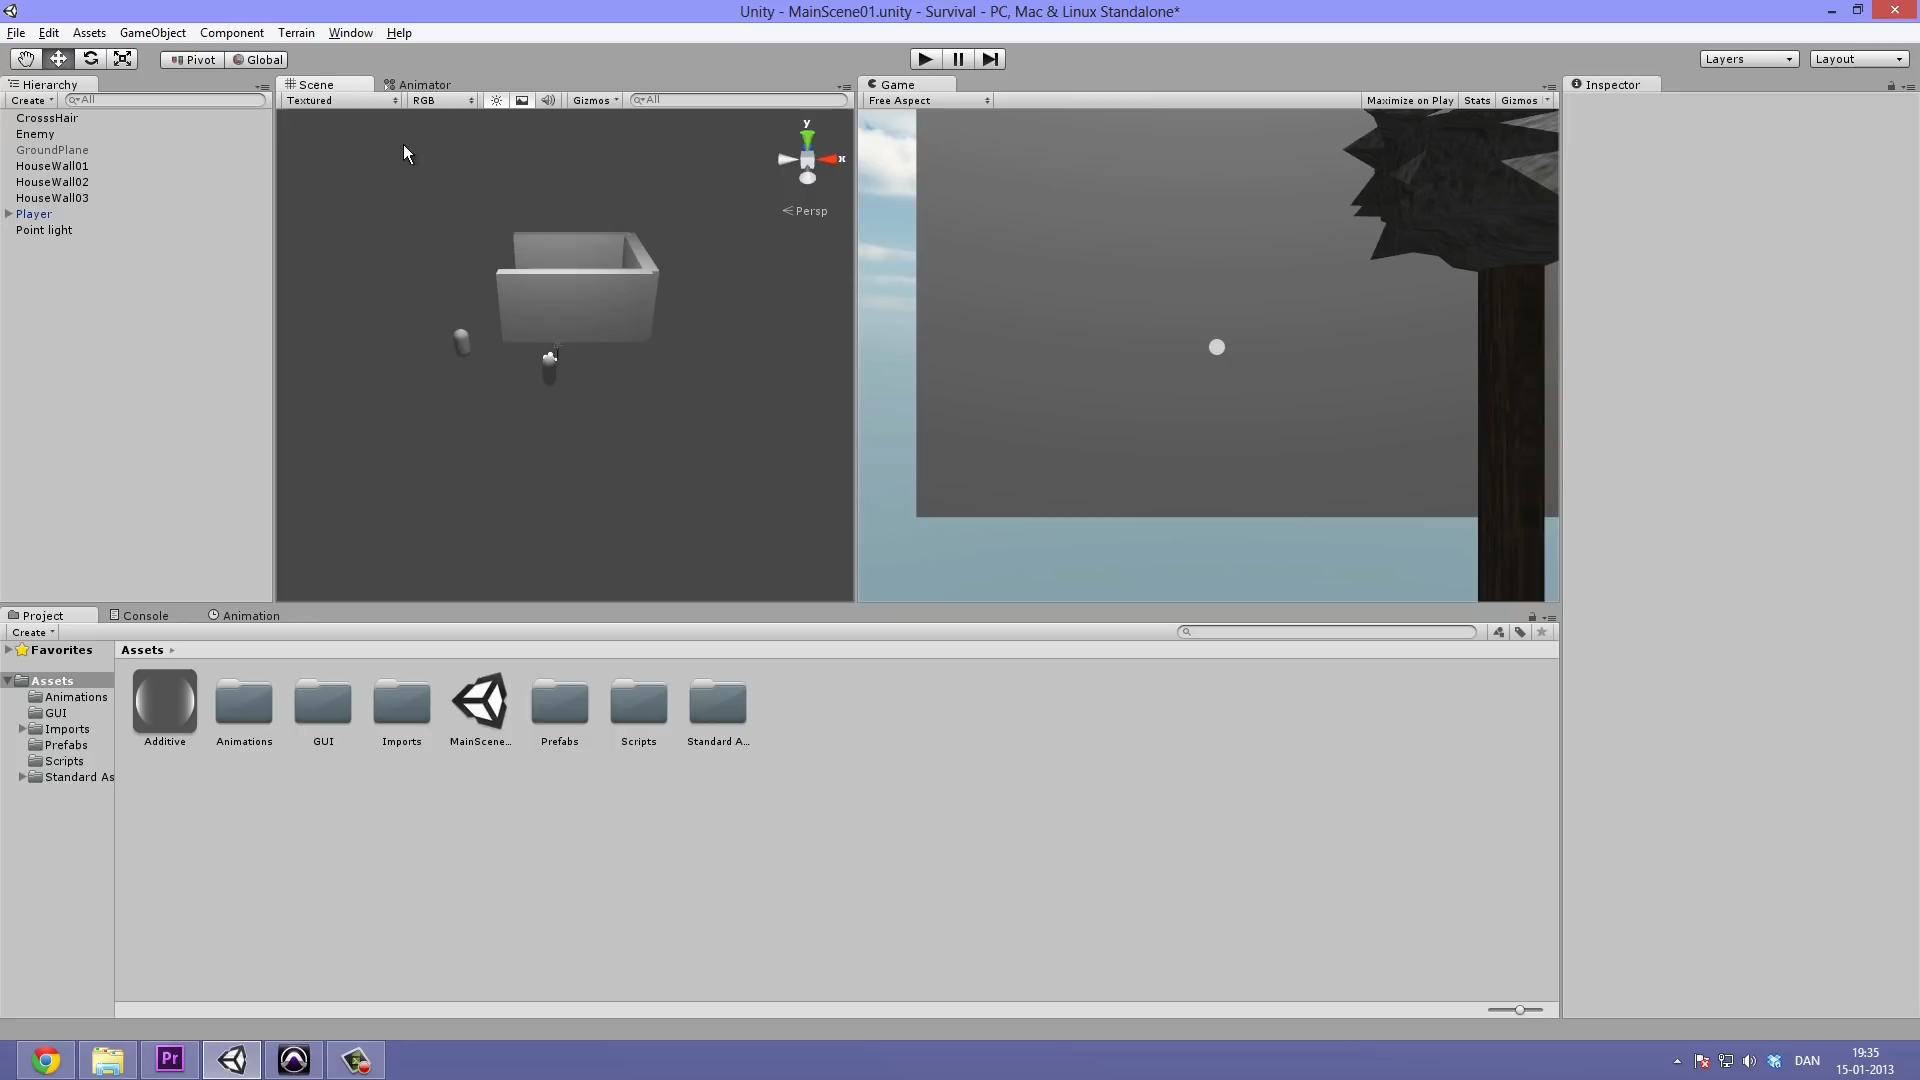 Unity - MainScene01.unity - Survival - PC, Mac & Linux Standalone*
File Edit Assets GameObject Component Terrain Window Help
Pivot Global Layers Layout
Hierarchy Scene Animator Game Inspector
Create All Textured RGB Gizmos All Free Aspect Maximize on Play Stats Gizmos
CrosssHair
Enemy
GroundPlane
HouseWall01
HouseWall02
HouseWall03
Player
Point light
y
x
Persp
Project Console Animation
Create
Favorites
Assets
Assets
Animations
GUI
Imports
Prefabs
Scripts
Standard As
Additive Animations GUI Imports MainScene... Prefabs Scripts Standard A...
Pr
DAN
19:35
15-01-2013